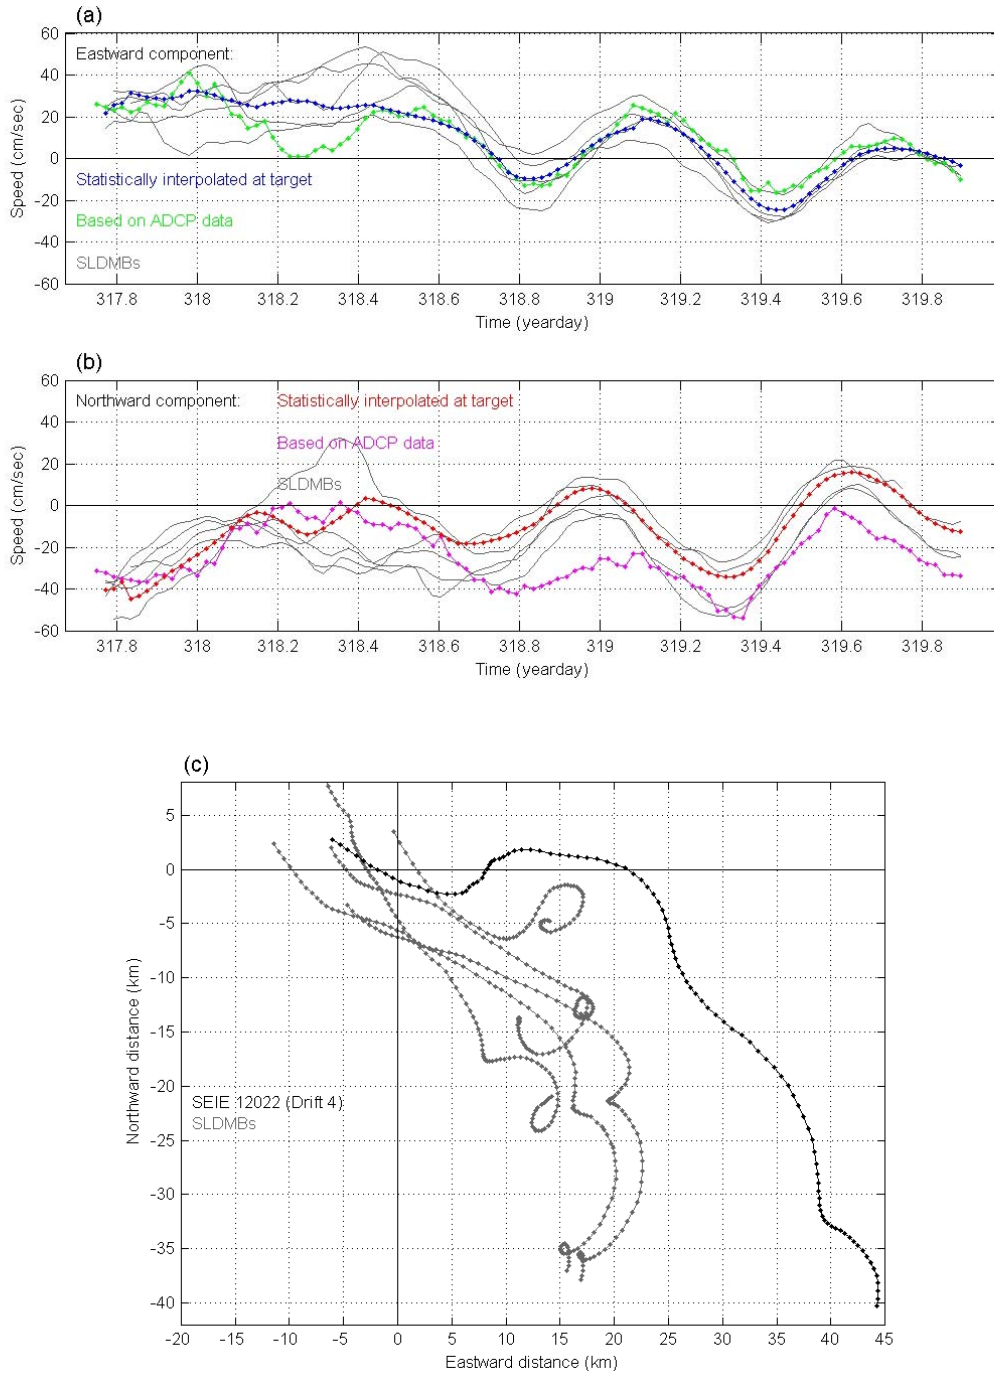 (a)
60
40
20
0
-20
-40
-60
Speed (cm/sec)
Eastward component:
Statistically interpolated at target
Based on ADCP data
SLDMBs
317.8 318 318.2 318.4 318.6 318.8 319 319.2 319.4 319.6 319.8
Time (yearday)
(b)
60
40
20
0
-20
-40
-60
Speed (cm/sec)
Northward component: Statistically interpolated at target
Based on ADCP data
SLDMBs
317.8 318 318.2 318.4 318.6 318.8 319 319.2 319.4 319.6 319.8
Time (yearday)
(c)
5
0
-5
-10
-15
-20
-25
-30
-35
-40
Northward distance (km)
SEIE 12022 (Drift 4)
SLDMBs
-20 -15 -10 -5 0 5 10 15 20 25 30 35 40 45
Eastward distance (km)